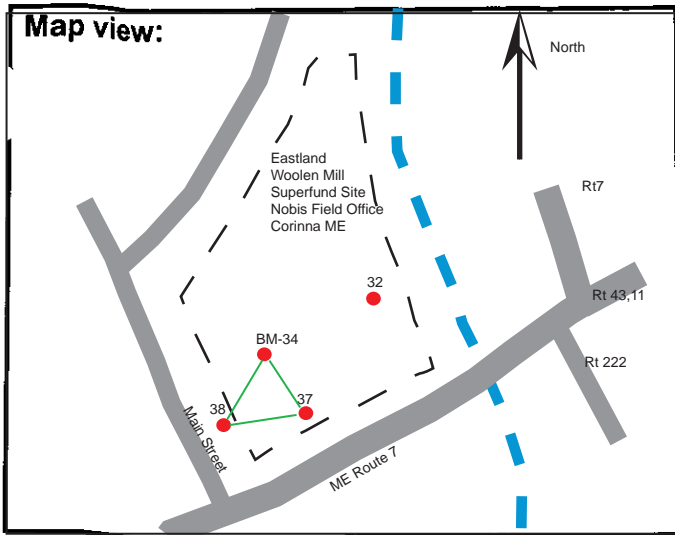 Map view:
North
Eastland
Woolen Mill
Superfund Site
Nobis Field Office
Corinna ME
Rt7
32
Rt 43,11
BM-34
Rt 222
37
38
Main Street
ME Route 7